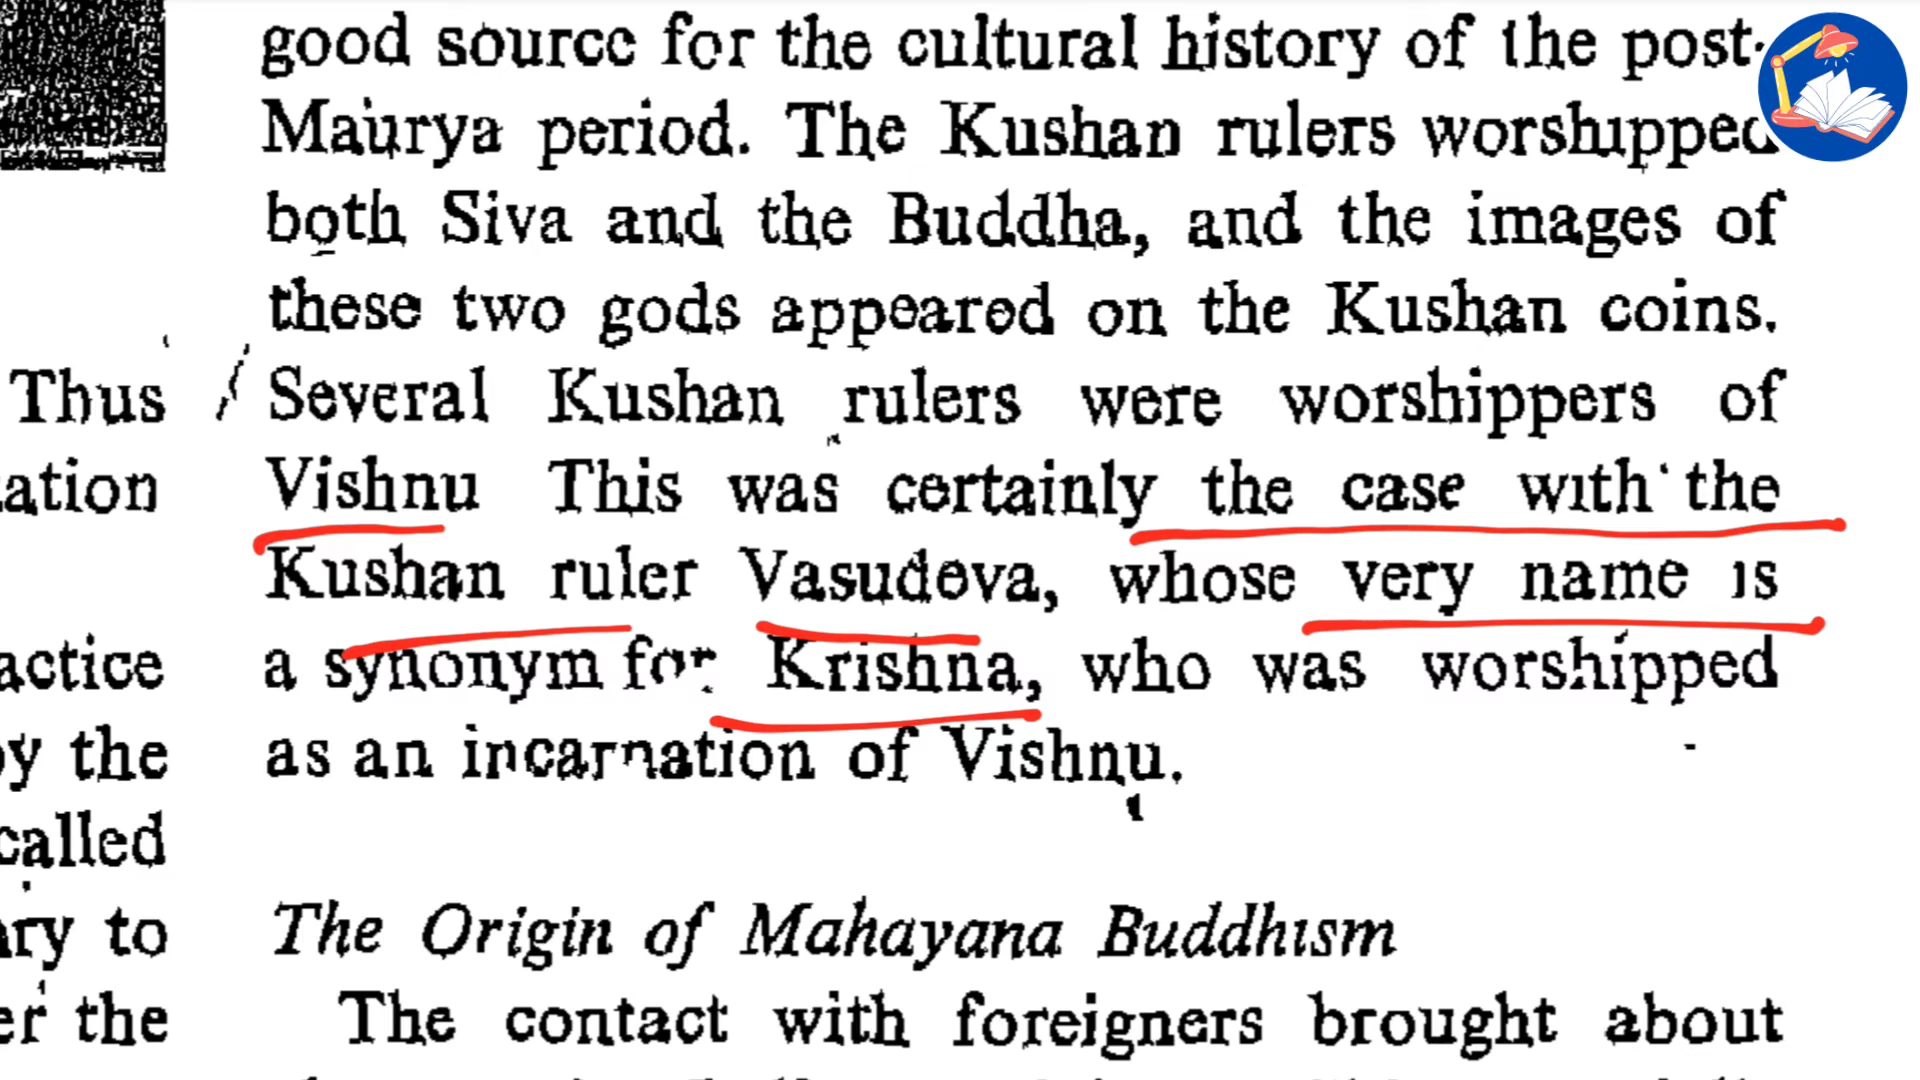 Thus
ation
actice
by the
called
ary to
er the
good source for the cultural history of the post-
Maurya period. The Kushan rulers worshipped
both Siva and the Buddha, and the images of
these two gods appeared on the Kushan coins.
Several Kushan rulers were worshippers of
Vishnu This was certainly the case with the
Kushan ruler Vasudeva, whose very name is
a synonym for Krishna, who was worshipped
as an incarnation of Vishnu.
The Origin of Mahayana Buddhism
The contact with foreigners brought about